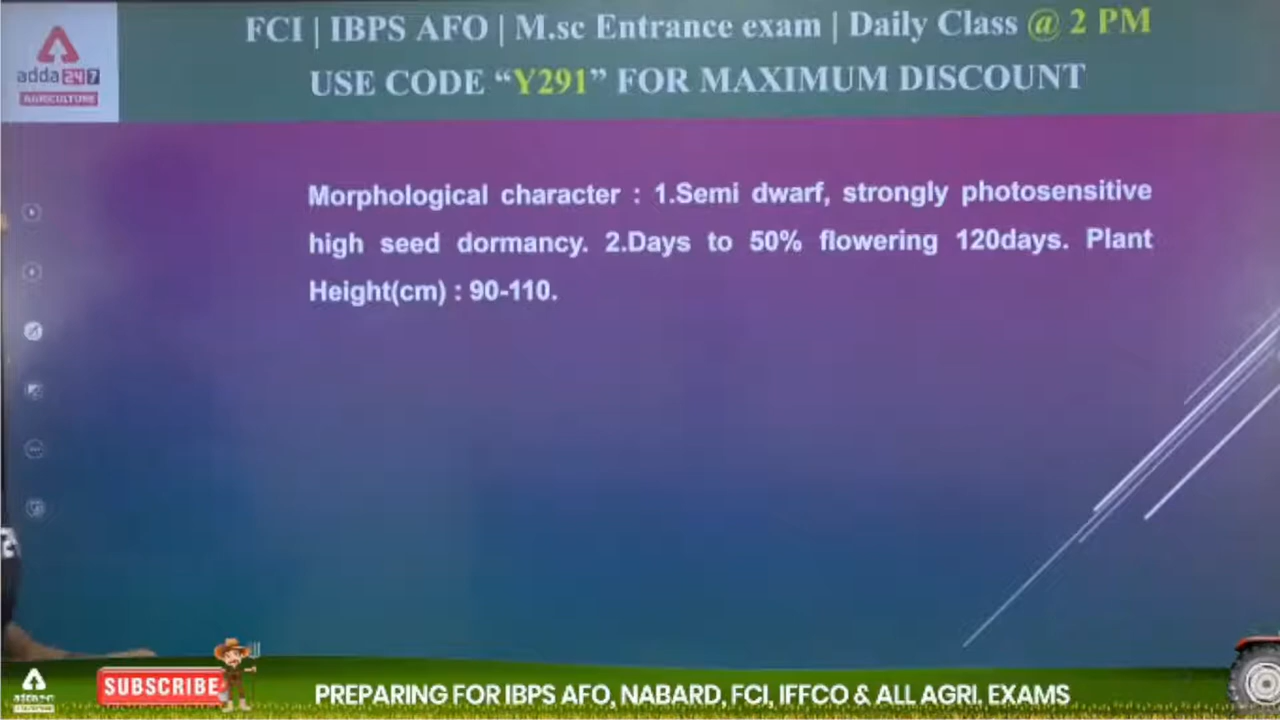 FCI | IBPS AFO | M.sc Entrance exam | Daily Class @ 2 PM
USE CODE “Y291” FOR MAXIMUM DISCOUNT
adda 247
AGRICULTURE
Morphological character : 1.Semi dwarf, strongly photosensitive
high seed dormancy. 2.Days to 50% flowering 120days. Plant
Height(cm) : 90-110.
SUBSCRIBE
PREPARING FOR IBPS AFO, NABARD, FCI, IFFCO & ALL AGRI. EXAMS